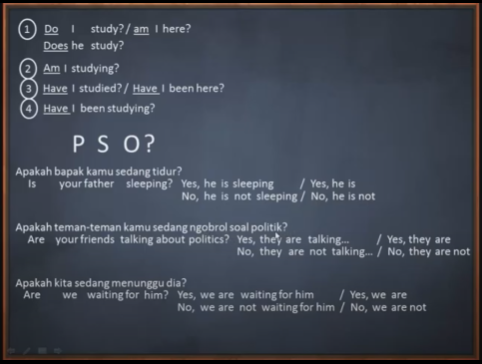 1 Do I study? / am I here?
Does he study?
2 Am I studying?
3 Have I studied? / Have I been here?
4 Have I been studying?
P S O?
Apakah bapak kamu sedang tidur?
Is your father sleeping? Yes, he is sleeping / Yes, he is
No, he is not sleeping / No, he is not
Apakah teman-teman kamu sedang ngobrol soal politik?
Are your friends talking about politics? Yes, they are talking... / Yes, they are
No, they are not talking... / No, they are not
Apakah kita sedang menunggu dia?
Are we waiting for him? Yes, we are waiting for him / Yes, we are
No, we are not waiting for him / No, we are not